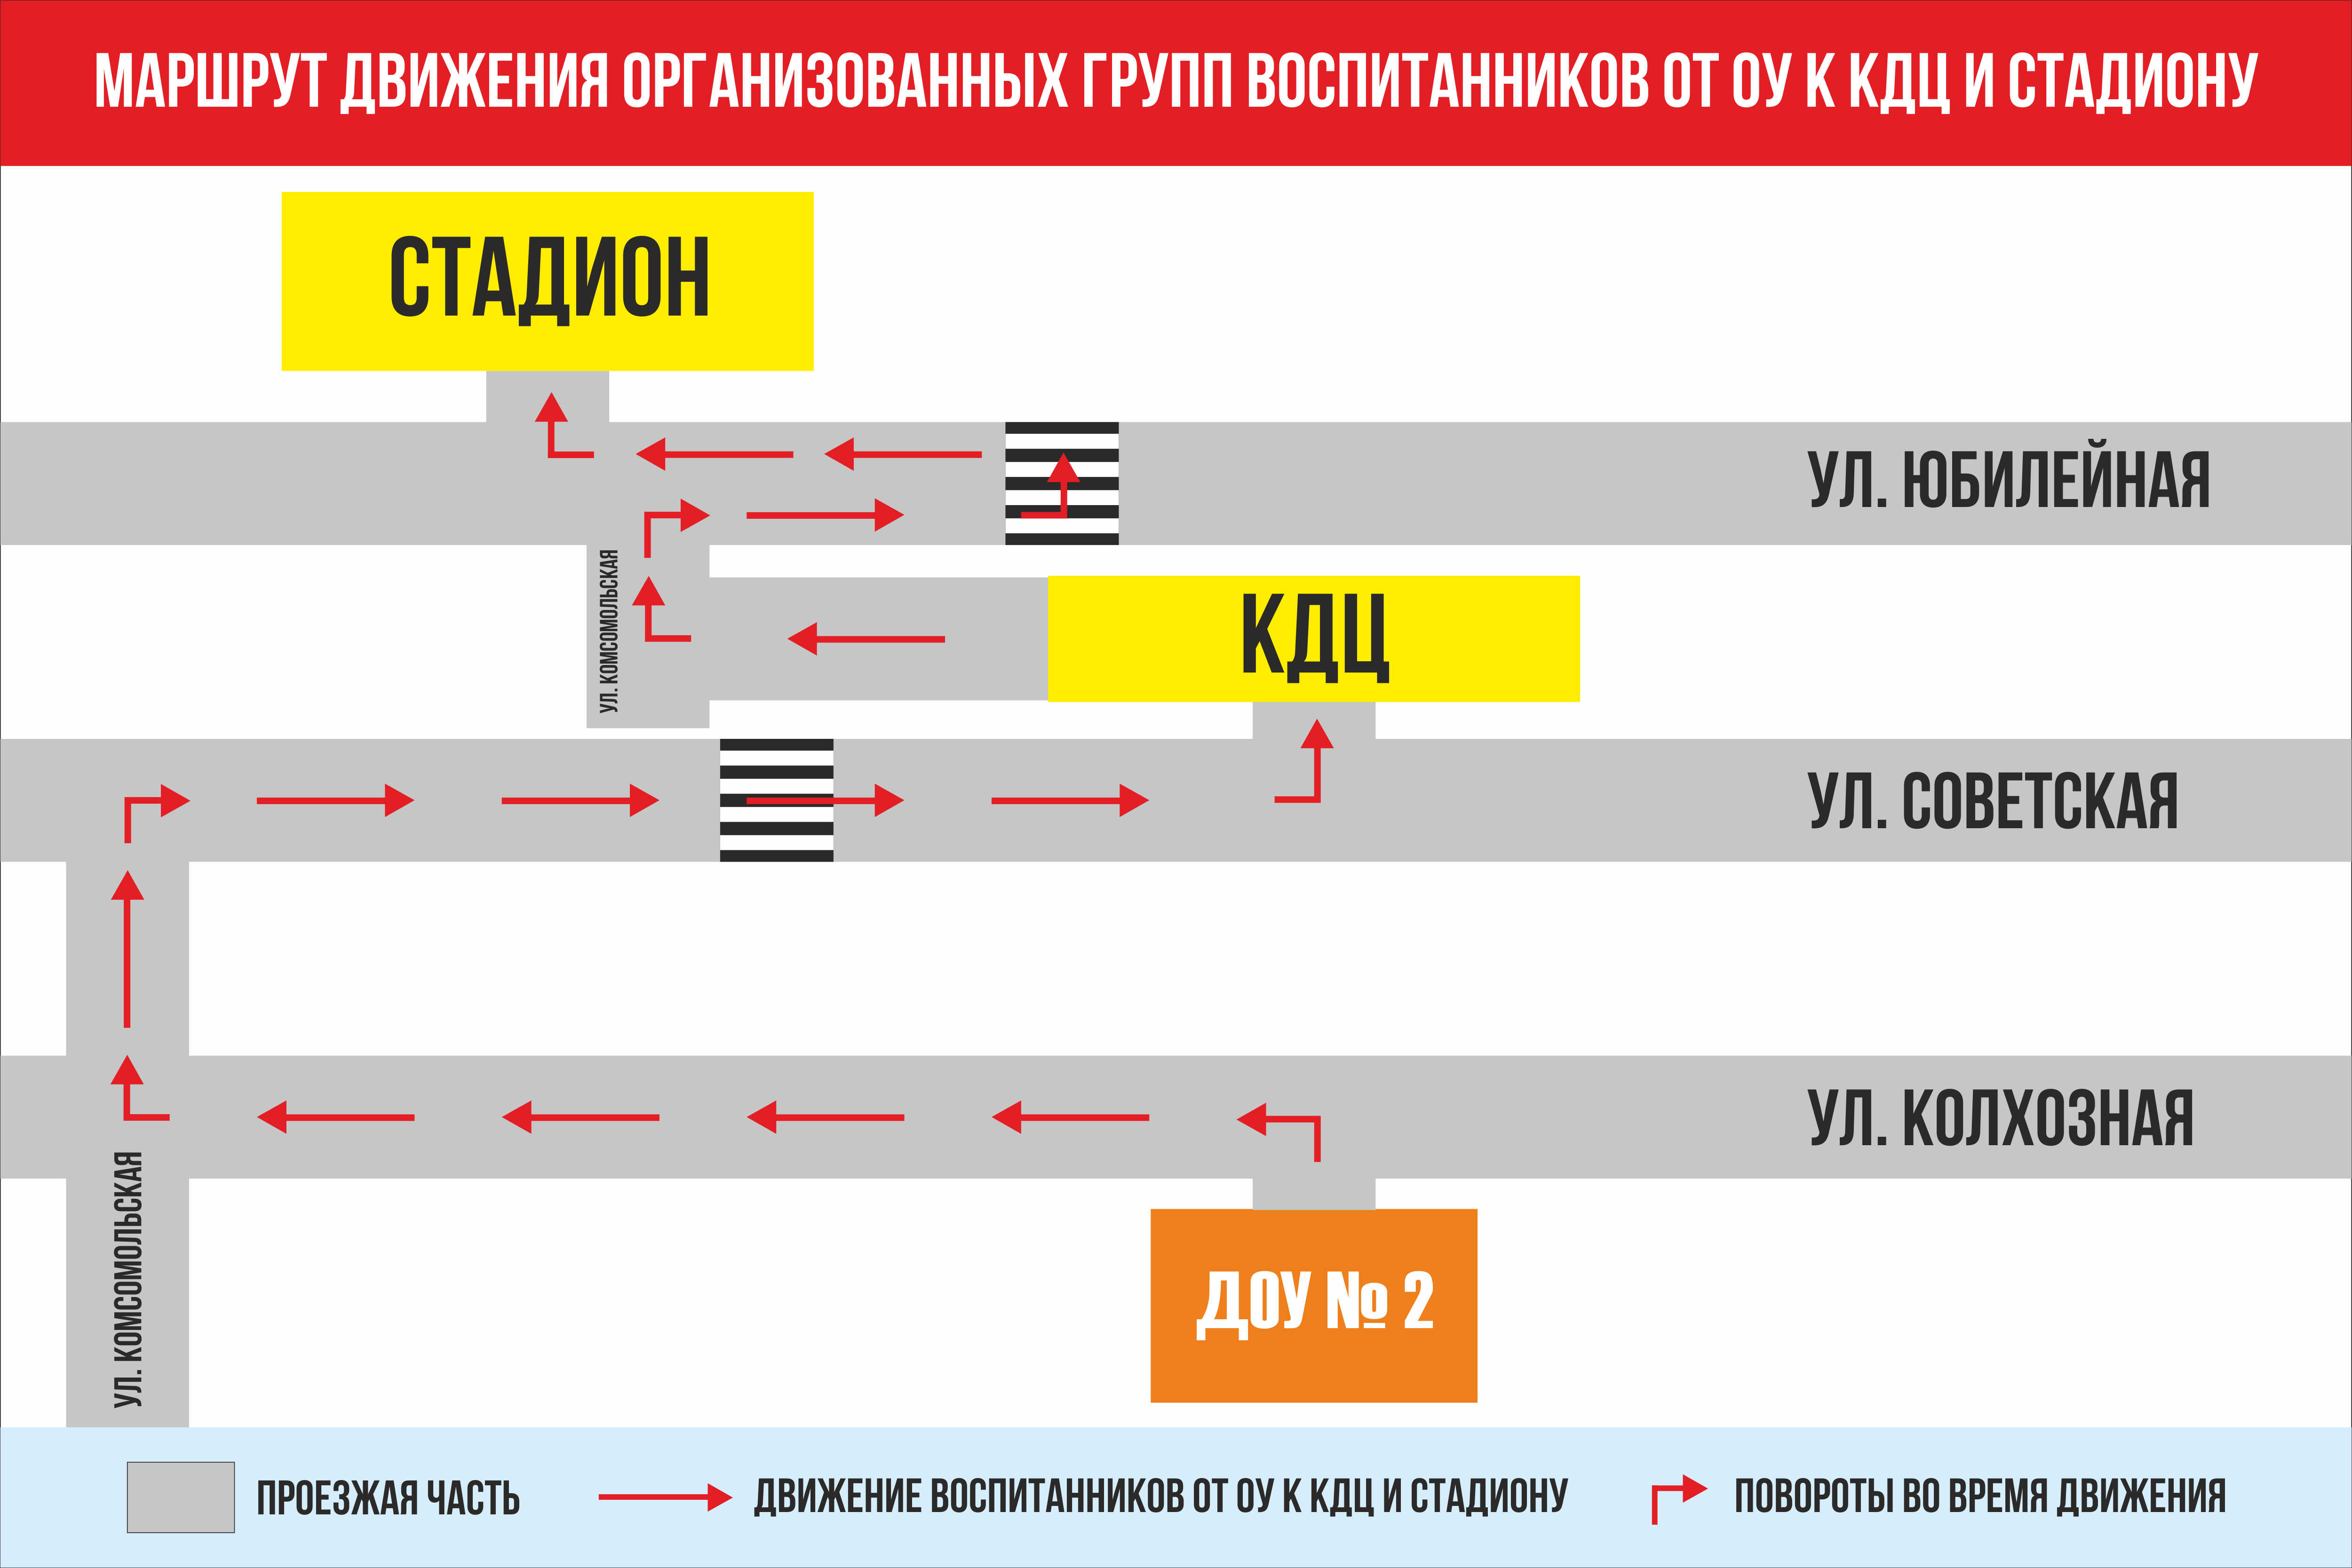 МАРШРУТ ДВИЖЕНИЯ ОРГАНИЗОВАННЫХ ГРУПП ВОСПИТАННИКОВ ОТ ОУ К КДЦ И СТАДИОНУ
СТАДИОН
УЛ. ЮБИЛЕЙНАЯ
УЛ. КОМСОМОЛЬСКАЯ
КДЦ
УЛ. СОВЕТСКАЯ
УЛ. КОЛХОЗНАЯ
УЛ. КОМСОМОЛЬСКАЯ
ДОУ № 2
ПРОЕЗЖАЯ ЧАСТЬ
ДВИЖЕНИЕ ВОСПИТАННИКОВ ОТ ОУ К КДЦ И СТАДИОНУ
ПОВОРОТЫ ВО ВРЕМЯ ДВИЖЕНИЯ